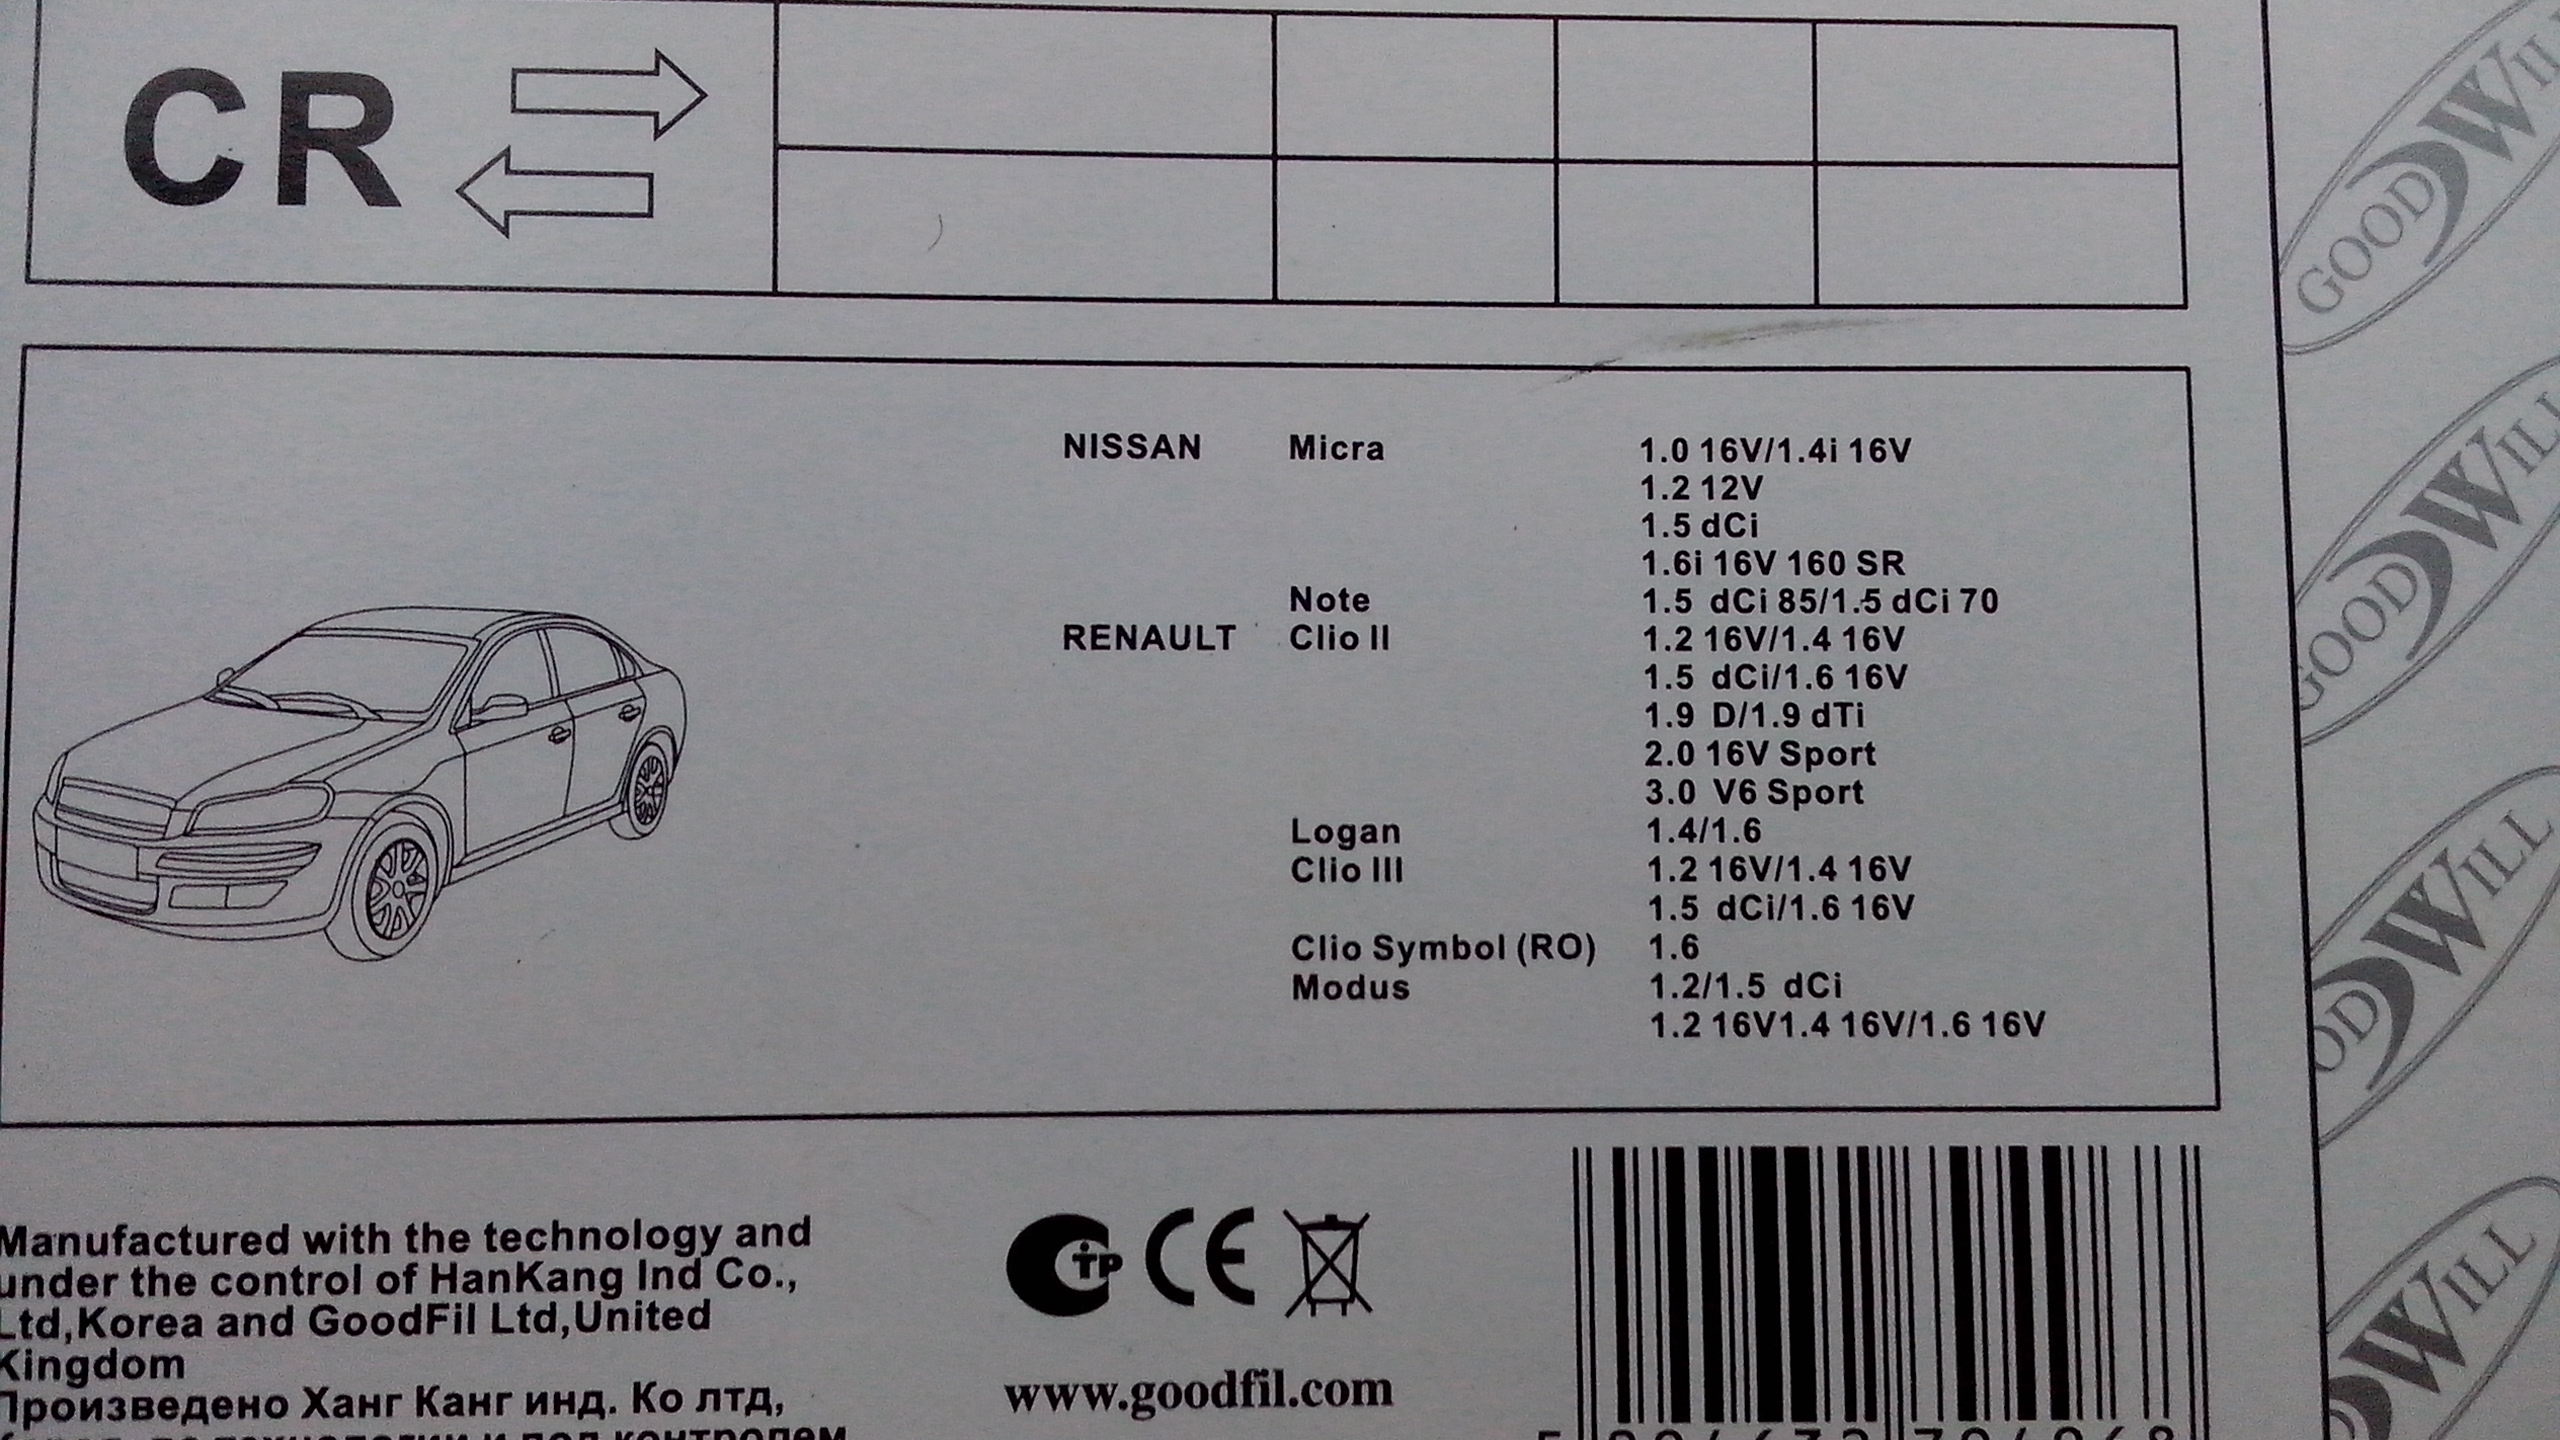 CR
NISSAN Micra 1.0 16V/1.4i 16V
1.2 12V
1.5 dCi
1.6i 16V 160 SR
Note 1.5 dCi 85/1.5 dCi 70
RENAULT Clio II 1.2 16V/1.4 16V
1.5 dCi/1.6 16V
1.9 D/1.9 dTi
2.0 16V Sport
3.0 V6 Sport
Logan 1.4/1.6
Clio III 1.2 16V/1.4 16V
1.5 dCi/1.6 16V
Clio Symbol (RO) 1.6
Modus 1.2/1.5 dCi
1.2 16V1.4 16V/1.6 16V
Manufactured with the technology and
under the control of HanKang Ind Co.,
Ltd,Korea and GoodFil Ltd,United
Kingdom
Произведено Ханг Канг инд. Ко лтд,
CE
www.goodfil.com
GOODWILL
GOODWILL
GOODWILL
GOODWILL